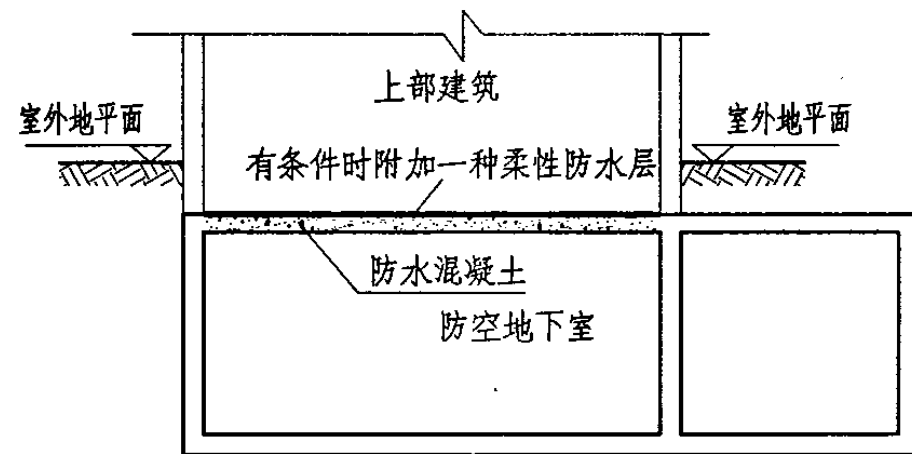 上部建筑
室外地平面
室外地平面
有条件时附加一种柔性防水层
防水混凝土
防空地下室